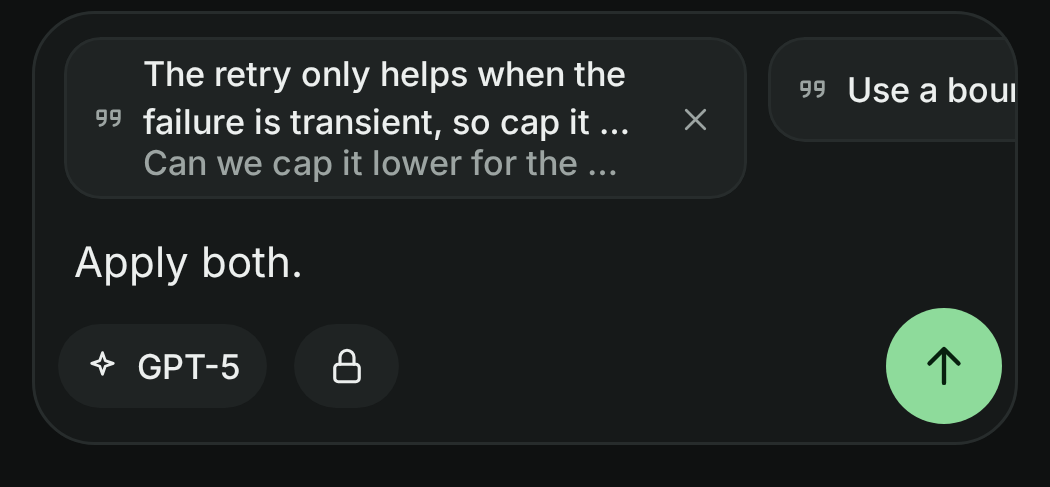 The retry only helps when the
failure is transient, so cap it ...
Can we cap it lower for the ...
Use a
Apply both.
GPT-5